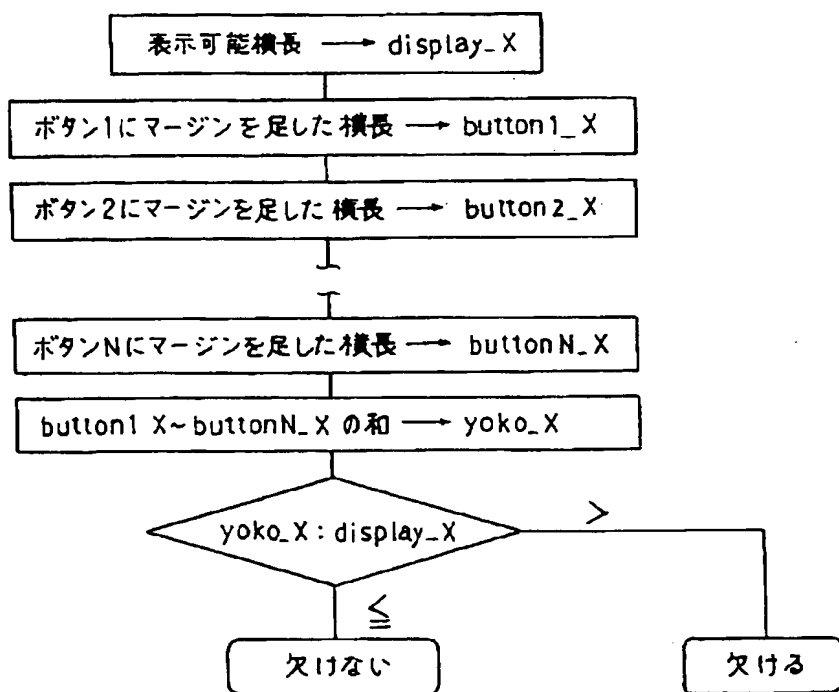 表示可能横長 → display_X
ボタン1にマージンを足した横長 → button1_X
ボタン2にマージンを足した横長 → button2_X
ボタンNにマージンを足した横長 → buttonN_X
button1 X~buttonN_X の和 → yoko_X
yoko_X : display_X
>
≦
欠けない
欠ける